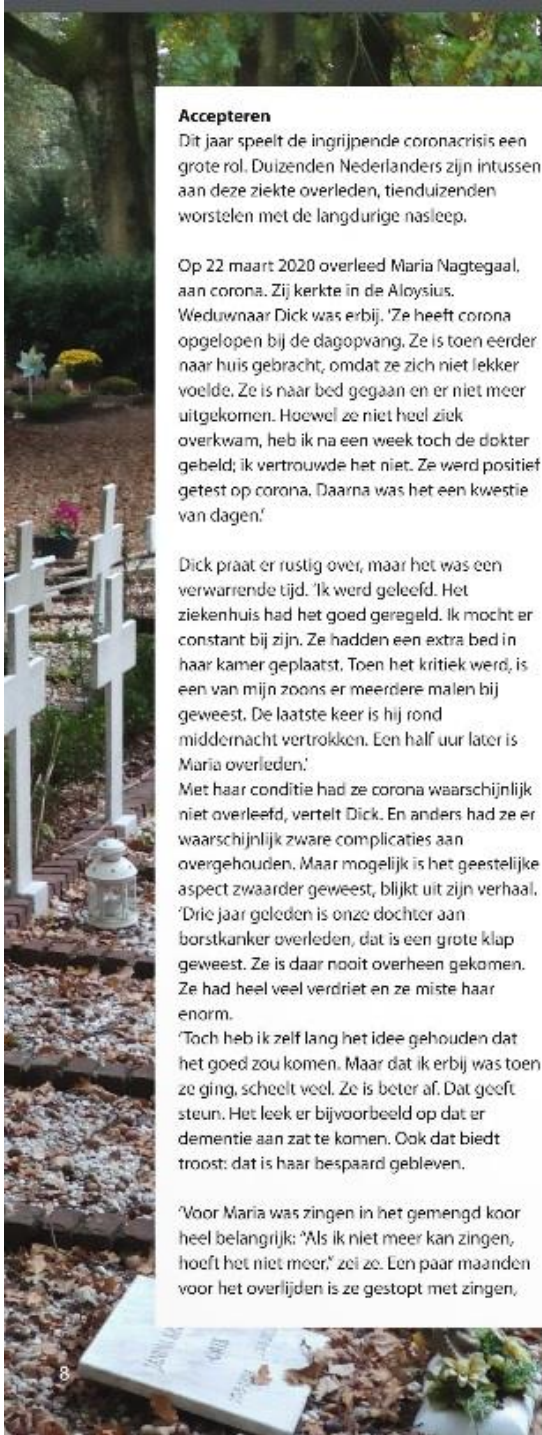 Accepteren
Dit jaar speelt de ingrijpende coronacrisis een
grote rol. Duizenden Nederlanders zijn intussen
aan deze ziekte overleden, tienduizenden
worstelen met de langdurige nasleep.

Op 22 maart 2020 overleed Maria Nagtegaal,
aan corona. Zij kerkte in de Aloysius.
Weduwnaar Dick was erbij. 'Ze heeft corona
opgelopen bij de dagopvang. Ze is toen eerder
naar huis gebracht, omdat ze zich niet lekker
voelde. Ze is naar bed gegaan en er niet meer
uitgekomen. Hoewel ze niet heel ziek
overkwam, heb ik na een week toch de dokter
gebeld; ik vertrouwde het niet. Ze werd positief
getest op corona. Daarna was het een kwestie
van dagen.'

Dick praat er rustig over, maar het was een
verwarrende tijd. 'Ik werd geleefd. Het
ziekenhuis had het goed geregeld. Ik mocht er
constant bij zijn. Ze hadden een extra bed in
haar kamer geplaatst. Toen het kritiek werd, is
een van mijn zoons er meerdere malen bij
geweest. De laatste keer is hij rond
middernacht vertrokken. Een half uur later is
Maria overleden.'
Met haar conditie had ze corona waarschijnlijk
niet overleefd, vertelt Dick. En anders had ze er
waarschijnlijk zware complicaties aan
overgehouden. Maar mogelijk is het geestelijke
aspect zwaarder geweest, blijkt uit zijn verhaal.
'Drie jaar geleden is onze dochter aan
borstkanker overleden, dat is een grote klap
geweest. Ze is daar nooit overheen gekomen.
Ze had heel veel verdriet en ze miste haar
enorm.
'Toch heb ik zelf lang het idee gehouden dat
het goed zou komen. Maar dat ik erbij was toen
ze ging, scheelt veel. Ze is beter af. Dat geeft
steun. Het leek er bijvoorbeeld op dat er
dementie aan zat te komen. Ook dat biedt
troost: dat is haar bespaard gebleven.

'Voor Maria was zingen in het gemengd koor
heel belangrijk: "Als ik niet meer kan zingen,
hoeft het niet meer," zei ze. Een paar maanden
voor het overlijden is ze gestopt met zingen,
8